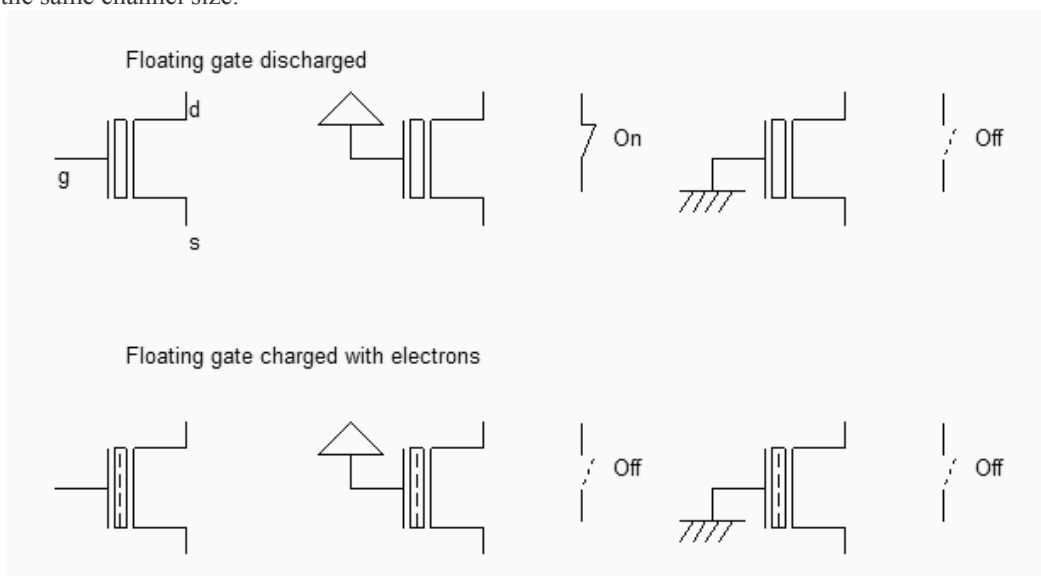 the same channel size.
Floating gate discharged
d
On
Off
g
s
Floating gate charged with electrons
Off
Off